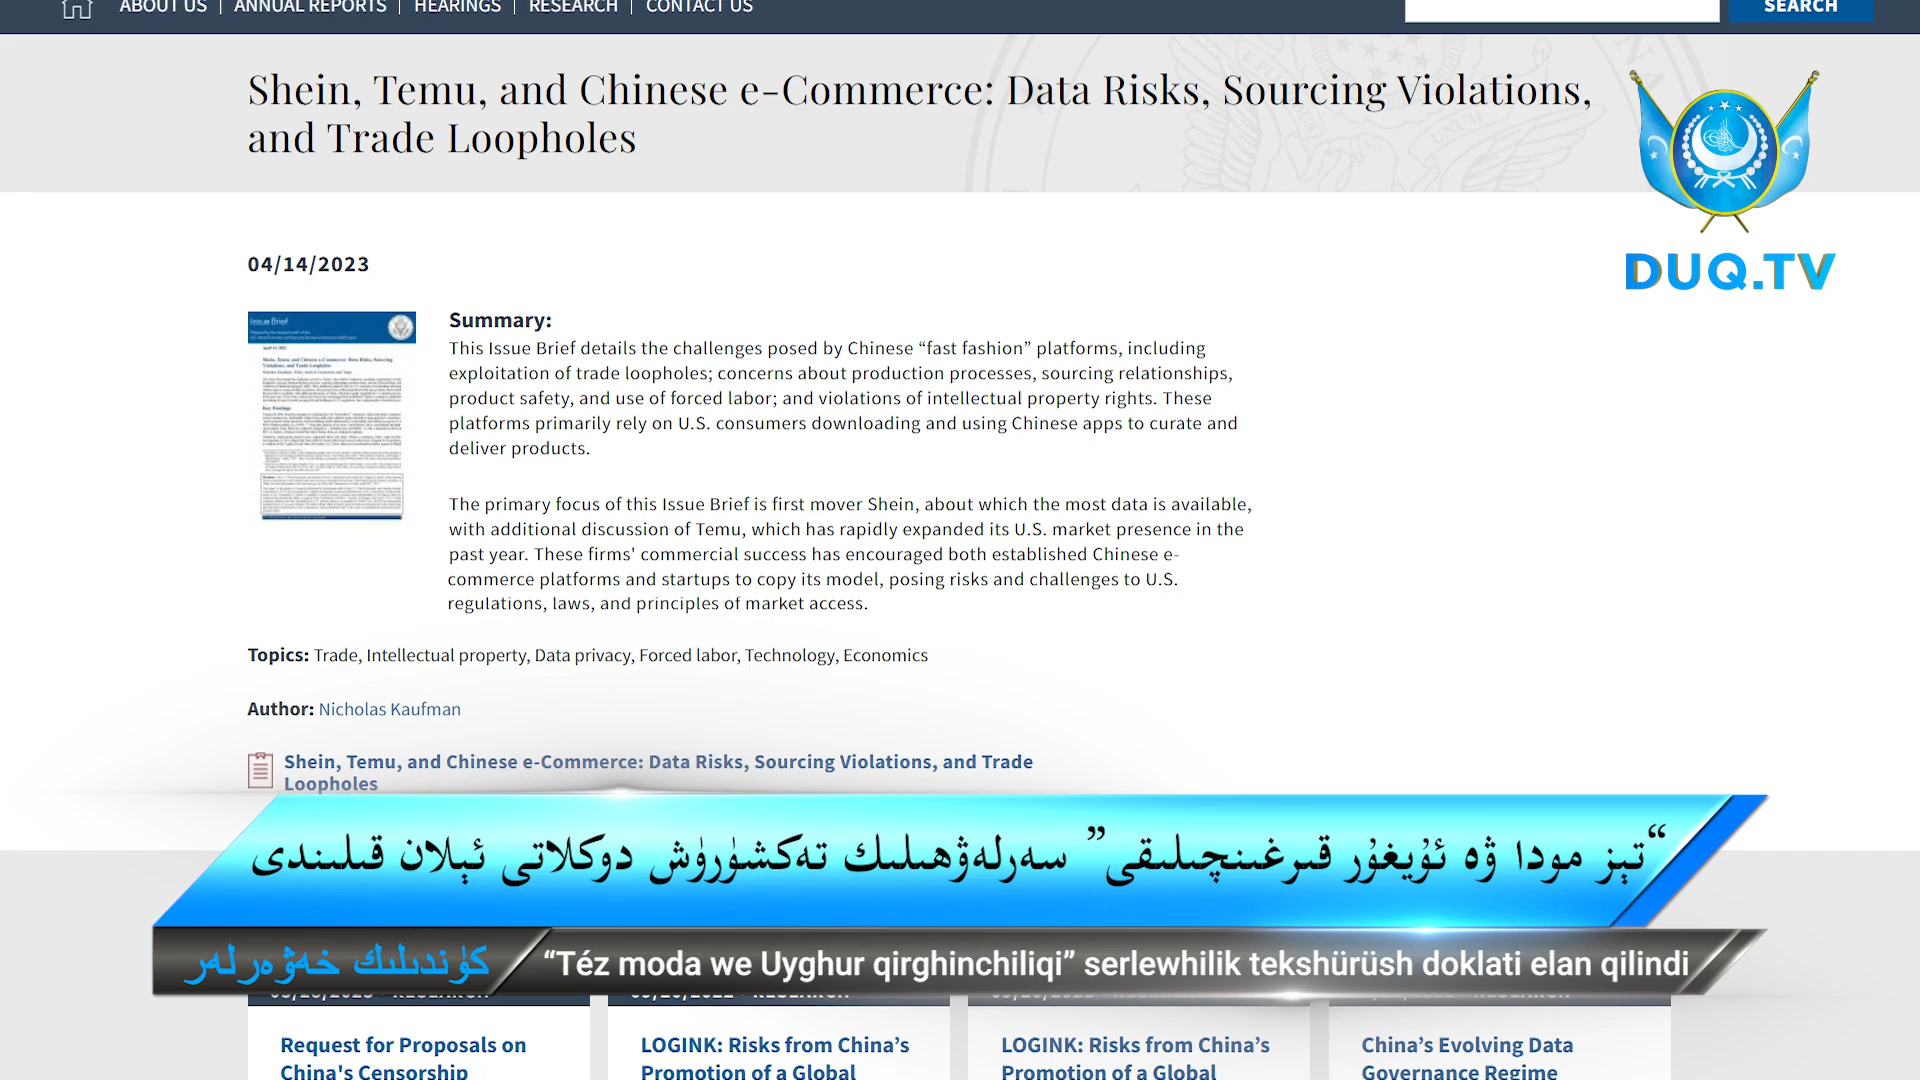 ABOUT US | ANNUAL REPORTS | HEARINGS | RESEARCH | CONTACT US
SEARCH
Shein, Temu, and Chinese e-Commerce: Data Risks, Sourcing Violations,
and Trade Loopholes
DUQ.TV
04/14/2023
Issue Brief
Summary:
This Issue Brief details the challenges posed by Chinese “fast fashion” platforms, including
exploitation of trade loopholes; concerns about production processes, sourcing relationships,
product safety, and use of forced labor; and violations of intellectual property rights. These
platforms primarily rely on U.S. consumers downloading and using Chinese apps to curate and
deliver products.
The primary focus of this Issue Brief is first mover Shein, about which the most data is available,
with additional discussion of Temu, which has rapidly expanded its U.S. market presence in the
past year. These firms' commercial success has encouraged both established Chinese e-
commerce platforms and startups to copy its model, posing risks and challenges to U.S.
regulations, laws, and principles of market access.
Topics: Trade, Intellectual property, Data privacy, Forced labor, Technology, Economics
Author: Nicholas Kaufman
Shein, Temu, and Chinese e-Commerce: Data Risks, Sourcing Violations, and Trade
Loopholes
“تېز مودا ۋە ئۇيغۇر قىرغىنچىلىقى” سەرلەۋھىلىك تەكشۈرۈش دوكلاتى ئېلان قىلىندى
كۈندىلىك خەۋەرلەر
“Téz moda we Uyghur qirghinchiliqi” serlewhilik tekshürüsh doklati elan qilindi
Request for Proposals on
China's Censorship
LOGINK: Risks from China’s
Promotion of a Global
LOGINK: Risks from China’s
Promotion of a Global
China’s Evolving Data
Governance Regime